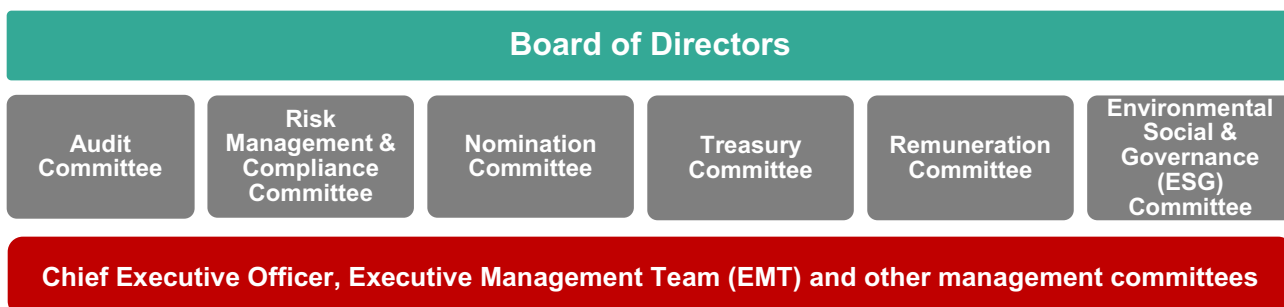 Board of Directors
Audit
Committee
Risk
Management &
Compliance
Committee
Nomination
Committee
Treasury
Committee
Remuneration
Committee
Environmental
Social &
Governance
(ESG)
Committee
Chief Executive Officer, Executive Management Team (EMT) and other management committees